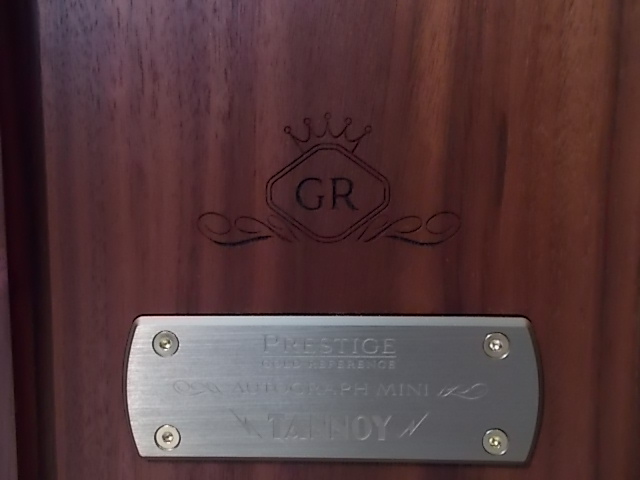 GR
PRESTIGE
GOLD REFERENCE
AUTOGRAPH MINI
TANNOY